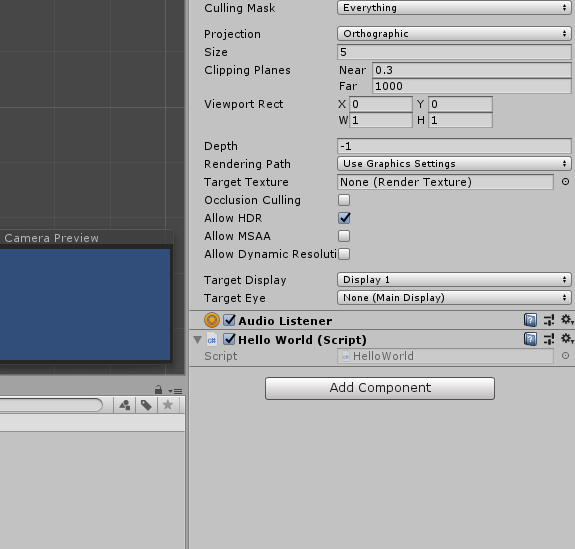 Culling Mask Everything
Projection Orthographic
Size 5
Clipping Planes Near 0.3
Far 1000
Viewport Rect X 0 Y 0
W 1 H 1
Depth -1
Rendering Path Use Graphics Settings
Target Texture None (Render Texture)
Occlusion Culling
Allow HDR
Allow MSAA
Camera Preview
Allow Dynamic Resoluti
Target Display Display 1
Target Eye None (Main Display)
Audio Listener
c# Hello World (Script)
Script c# HelloWorld
Add Component